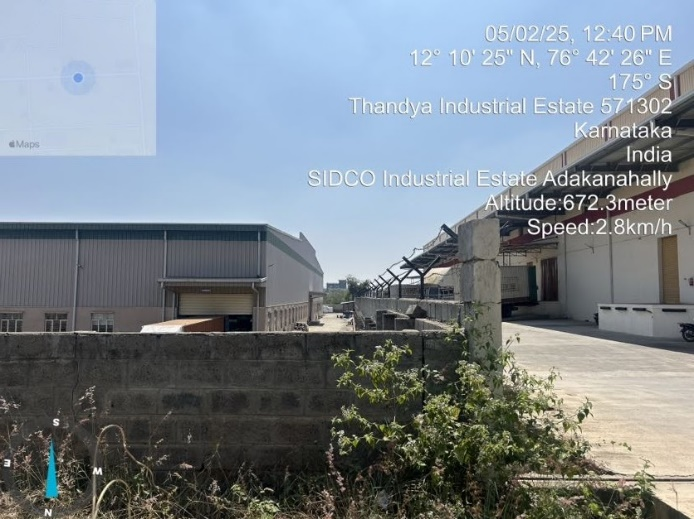 05/02/25, 12:40 PM
12° 10' 25" N, 76° 42' 26" E
175° S
Thandya Industrial Estate 571302
Karnataka
India
SIDCO Industrial Estate Adakanahally
Altitude:672.3meter
Speed:2.8km/h
Maps
S
E
W
N